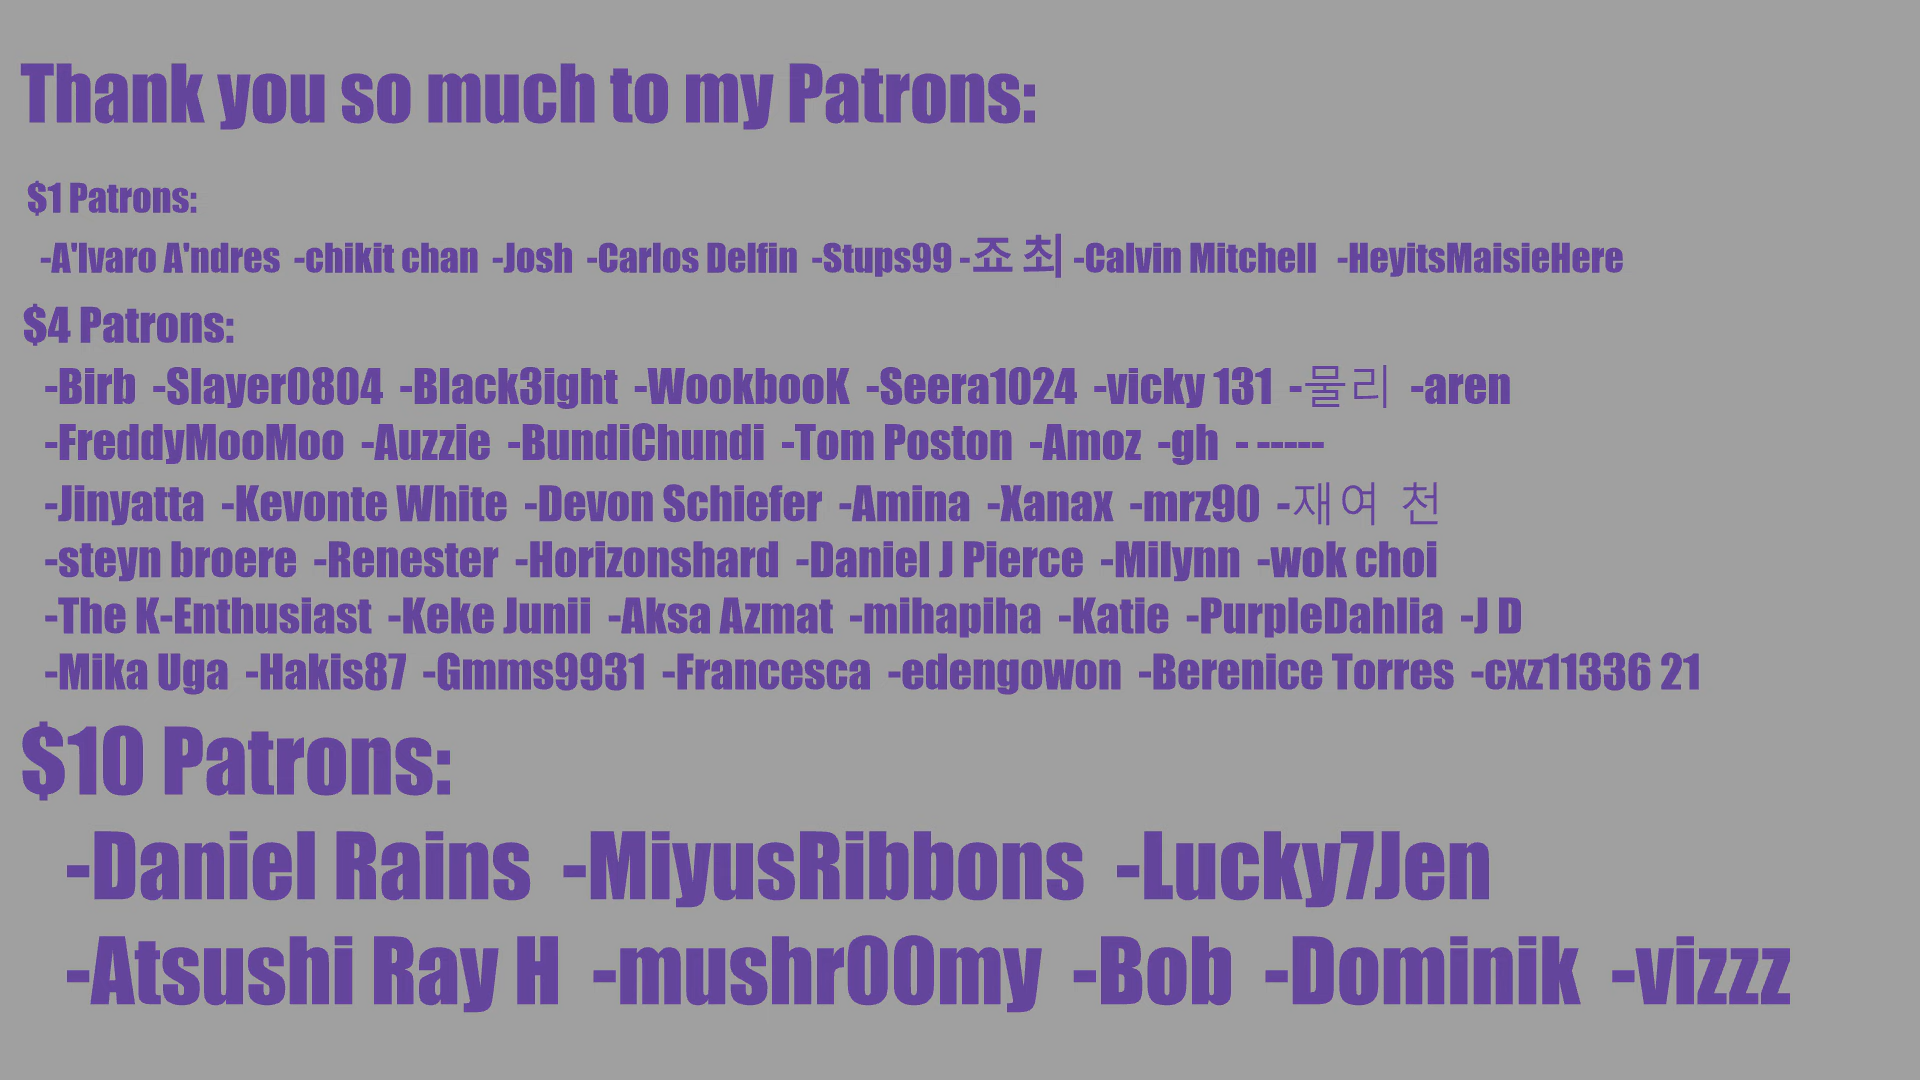 Thank you so much to my Patrons:
$1 Patrons:
-A'lvaro A'ndres -chikit chan -Josh -Carlos Delfin -Stups99 -죠 최 -Calvin Mitchell -HeyitsMaisieHere
$4 Patrons:
-Birb -Slayer0804 -Black3ight -WookbooK -Seera1024 -vicky 131 -물리 -aren
-FreddyMooMoo -Auzzie -BundiChundi -Tom Poston -Amoz -gh - -----
-Jinyatta -Kevonte White -Devon Schiefer -Amina -Xanax -mrz90 -재여 천
-steyn broere -Renester -Horizonshard -Daniel J Pierce -Milynn -wok choi
-The K-Enthusiast -Keke Junii -Aksa Azmat -mihapiha -Katie -PurpleDahlia -J D
-Mika Uga -Hakis87 -Gmms9931 -Francesca -edengowon -Berenice Torres -cxz11336 21
$10 Patrons:
-Daniel Rains -MiyusRibbons -Lucky7Jen
-Atsushi Ray H -mushr00my -Bob -Dominik -vizzz